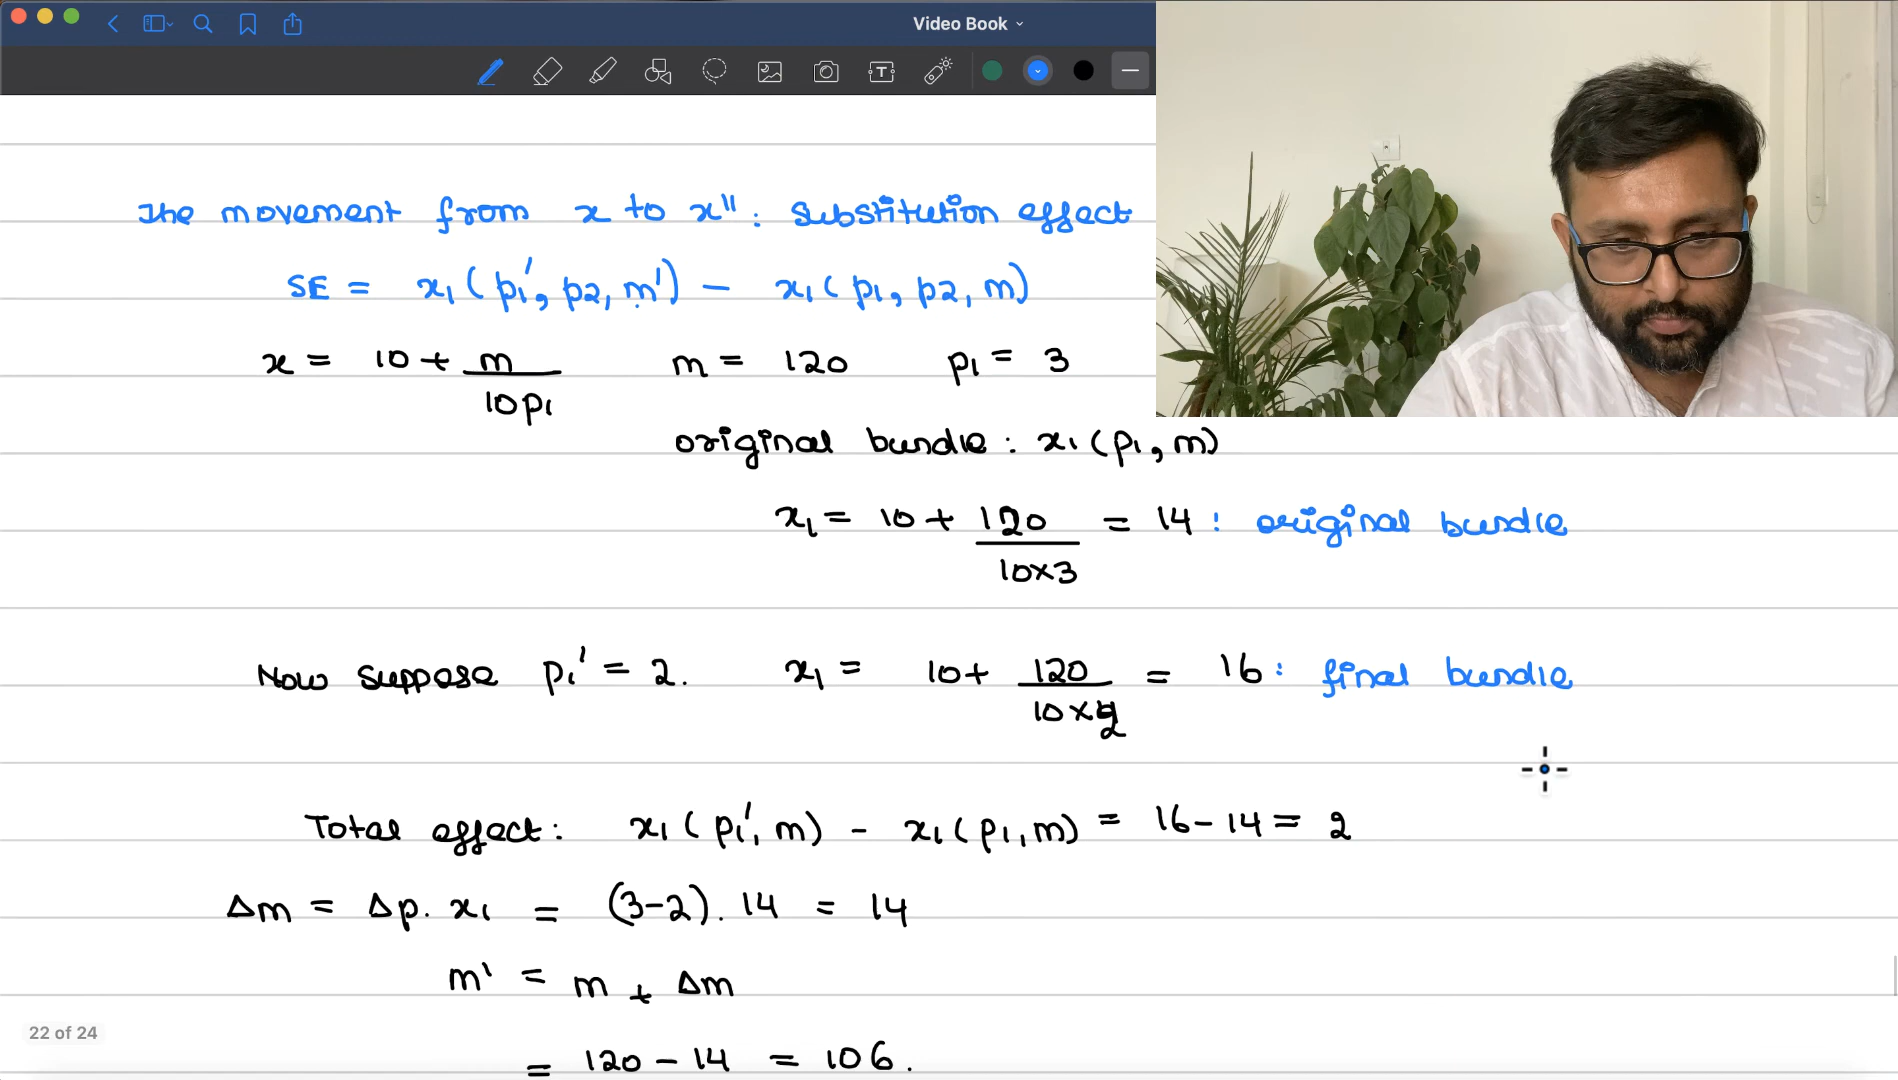 Video Book
The movement from x to x'' : Substitution effect
SE = x1 ( p1', p2, m' ) - x1 ( p1, p2, m )
x = 10 + m / 10p1   m = 120   p1 = 3
original bundle : x1 ( p1, m )
x1 = 10 + 120 / 10×3 = 14 : original bundle
Now suppose p1' = 2. x1 = 10 + 120 / 10×2 = 16 : final bundle
Total effect : x1 ( p1', m ) - x1 ( p1, m ) = 16 - 14 = 2
Δm = Δp. x1 = (3-2). 14 = 14
m' = m + Δm
22 of 24
= 120 - 14 = 106.